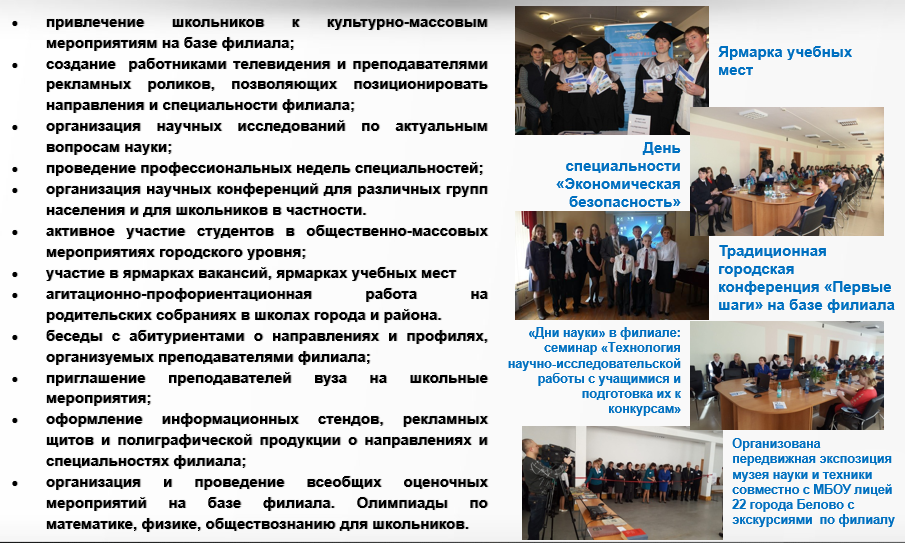 • привлечение школьников к культурно-массовым
мероприятиям на базе филиала;
• создание работниками телевидения и преподавателями
рекламных роликов, позволяющих позиционировать
направления и специальности филиала;
• организация научных исследований по актуальным
вопросам науки;
• проведение профессиональных недель специальностей;
• организация научных конференций для различных групп
населения и для школьников в частности.
• активное участие студентов в общественно-массовых
мероприятиях городского уровня;
• участие в ярмарках вакансий, ярмарках учебных мест
• агитационно-профориентационная работа на
родительских собраниях в школах города и района.
• беседы с абитуриентами о направлениях и профилях,
организуемых преподавателями филиала;
• приглашение преподавателей вуза на школьные
мероприятия;
• оформление информационных стендов, рекламных
щитов и полиграфической продукции о направлениях и
специальностях филиала;
• организация и проведение всеобщих оценочных
мероприятий на базе филиала. Олимпиады по
математике, физике, обществознанию для школьников.
Ярмарка учебных
мест
День
специальности
«Экономическая
безопасность»
Традиционная
городская
конференция «Первые
шаги» на базе филиала
«Дни науки» в филиале:
семинар «Технология
научно-исследовательской
работы с учащимися и
подготовка их к
конкурсам»
Организована
передвижная экспозиция
музея науки и техники
совместно с МБОУ лицей
22 города Белово с
экскурсиями по филиалу